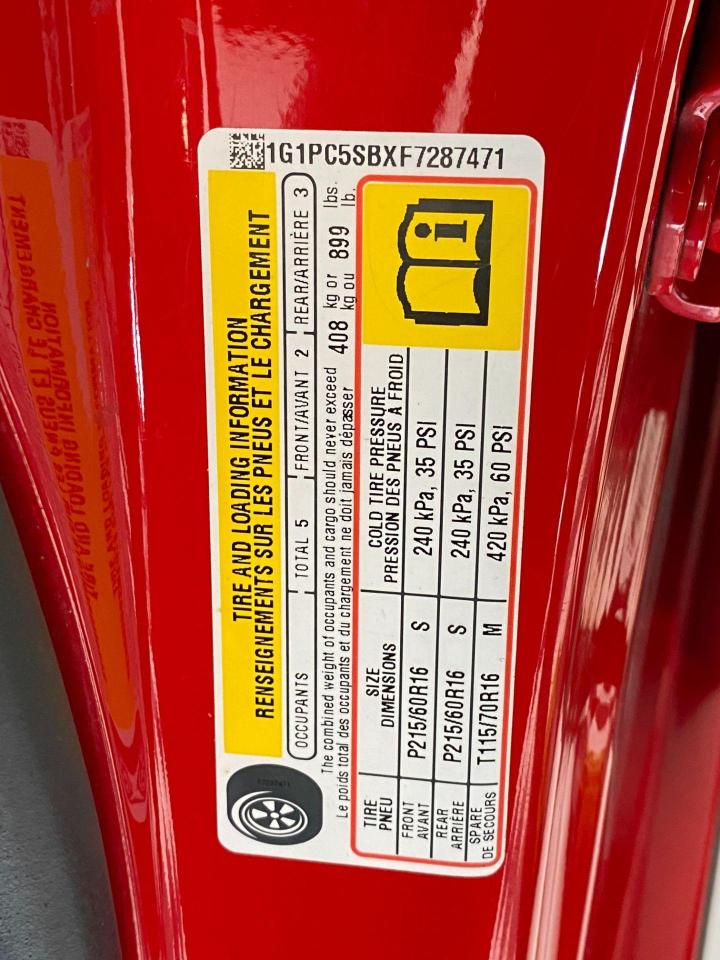 1G1PC5SBXF7287471
TIRE AND LOADING INFORMATION
RENSEIGNEMENTS SUR LES PNEUS ET LE CHARGEMENT
OCCUPANTS TOTAL 5 FRONT/AVANT 2 REAR/ARRIÈRE 3
The combined weight of occupants and cargo should never exceed 408 kg or 899 lbs.
Le poids total des occupants et du chargement ne doit jamais dépasser kg ou lb.
TIRE SIZE COLD TIRE PRESSURE
PNEU DIMENSIONS PRESSION DES PNEUS À FROID
FRONT
AVANT P215/60R16 S 240 kPa, 35 PSI
REAR
ARRIÈRE P215/60R16 S 240 kPa, 35 PSI
SPARE
DE SECOURS T115/70R16 M 420 kPa, 60 PSI